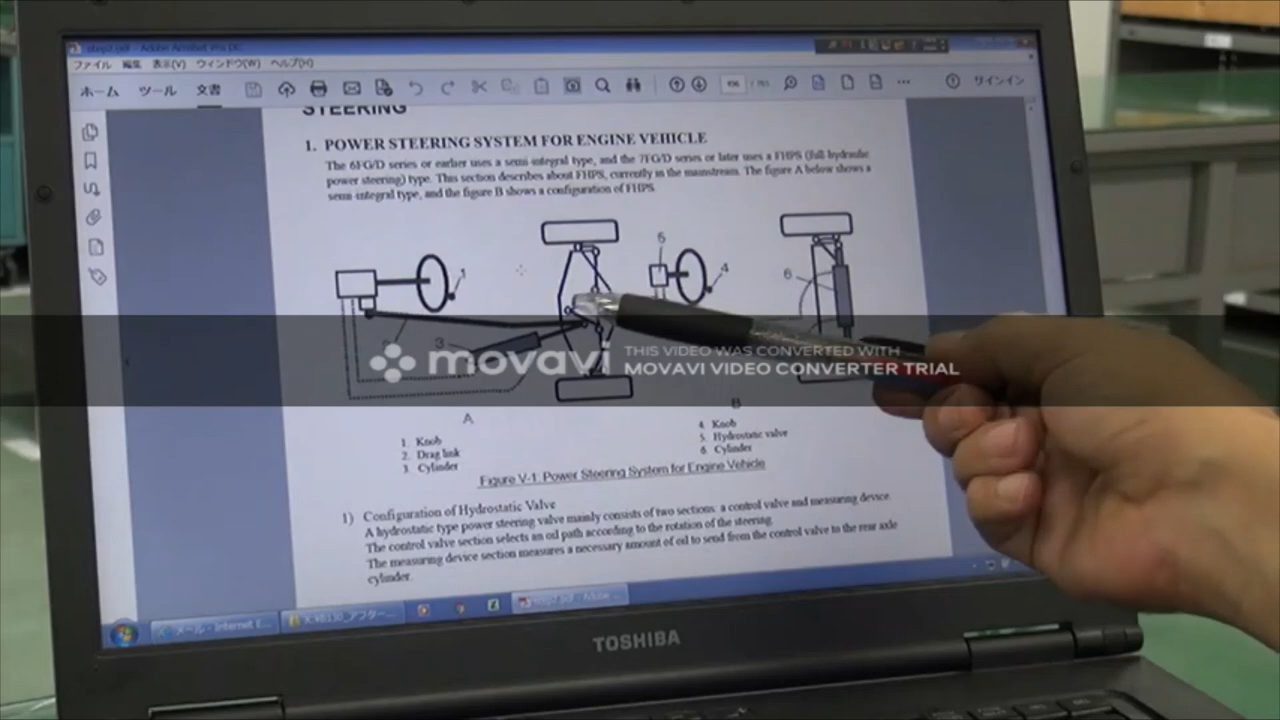 Adobe Acrobat Pro DC
ファイル 編集 表示(V) ウィンドウ(W) ヘルプ(H)
ホーム ツール 文書
サインイン
STEERING
1. POWER STEERING SYSTEM FOR ENGINE VEHICLE
The 6FG/D series or earlier uses a semi-integral type, and the 7FG/D series or later uses a FHPS (full hydraulic
power steering) type. This section describes about FHPS, currently in the mainstream. The figure A below shows a
semi-integral type, and the figure B shows a configuration of FHPS.
1
5
4
6
2
3
movavi
THIS VIDEO WAS CONVERTED WITH
MOVAVI VIDEO CONVERTER TRIAL
A
B
1. Knob
2. Drag link
3. Cylinder
4. Knob
5. Hydrostatic valve
6. Cylinder
Figure V-1: Power Steering System for Engine Vehicle
1) Configuration of Hydrostatic Valve
A hydrostatic type power steering valve mainly consists of two sections: a control valve and measuring device.
The control valve section selects an oil path according to the rotation of the steering.
The measuring device section measures a necessary amount of oil to send from the control valve to the rear axle
cylinder.
メール - Internet E...
TOSHIBA